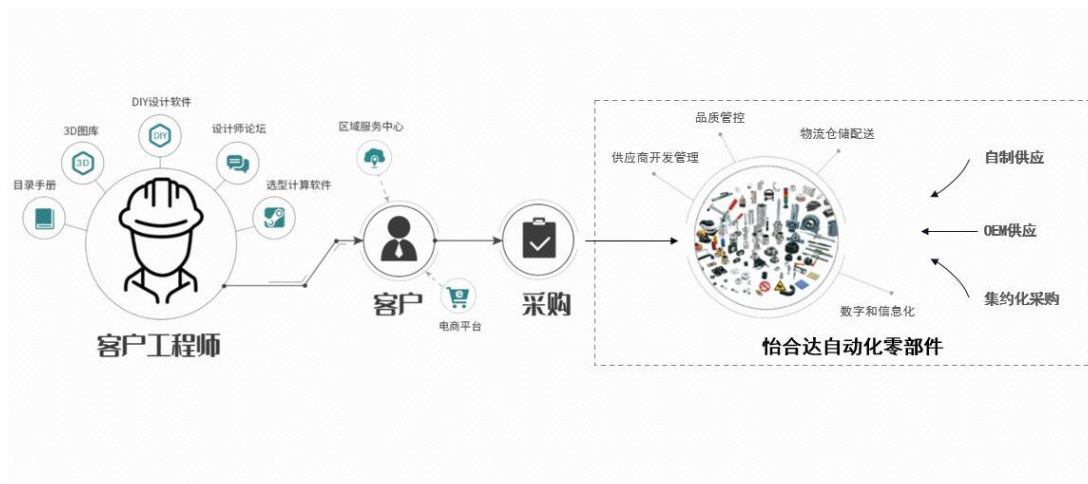 DIY设计软件
DIY
3D图库
3D
设计师论坛
目录手册
选型计算软件
客户工程师
区域服务中心
客户
e
电商平台
采购
品质管控
物流仓储配送
供应商开发管理
数字和信息化
怡合达自动化零部件
自制供应
OEM供应
集约化采购